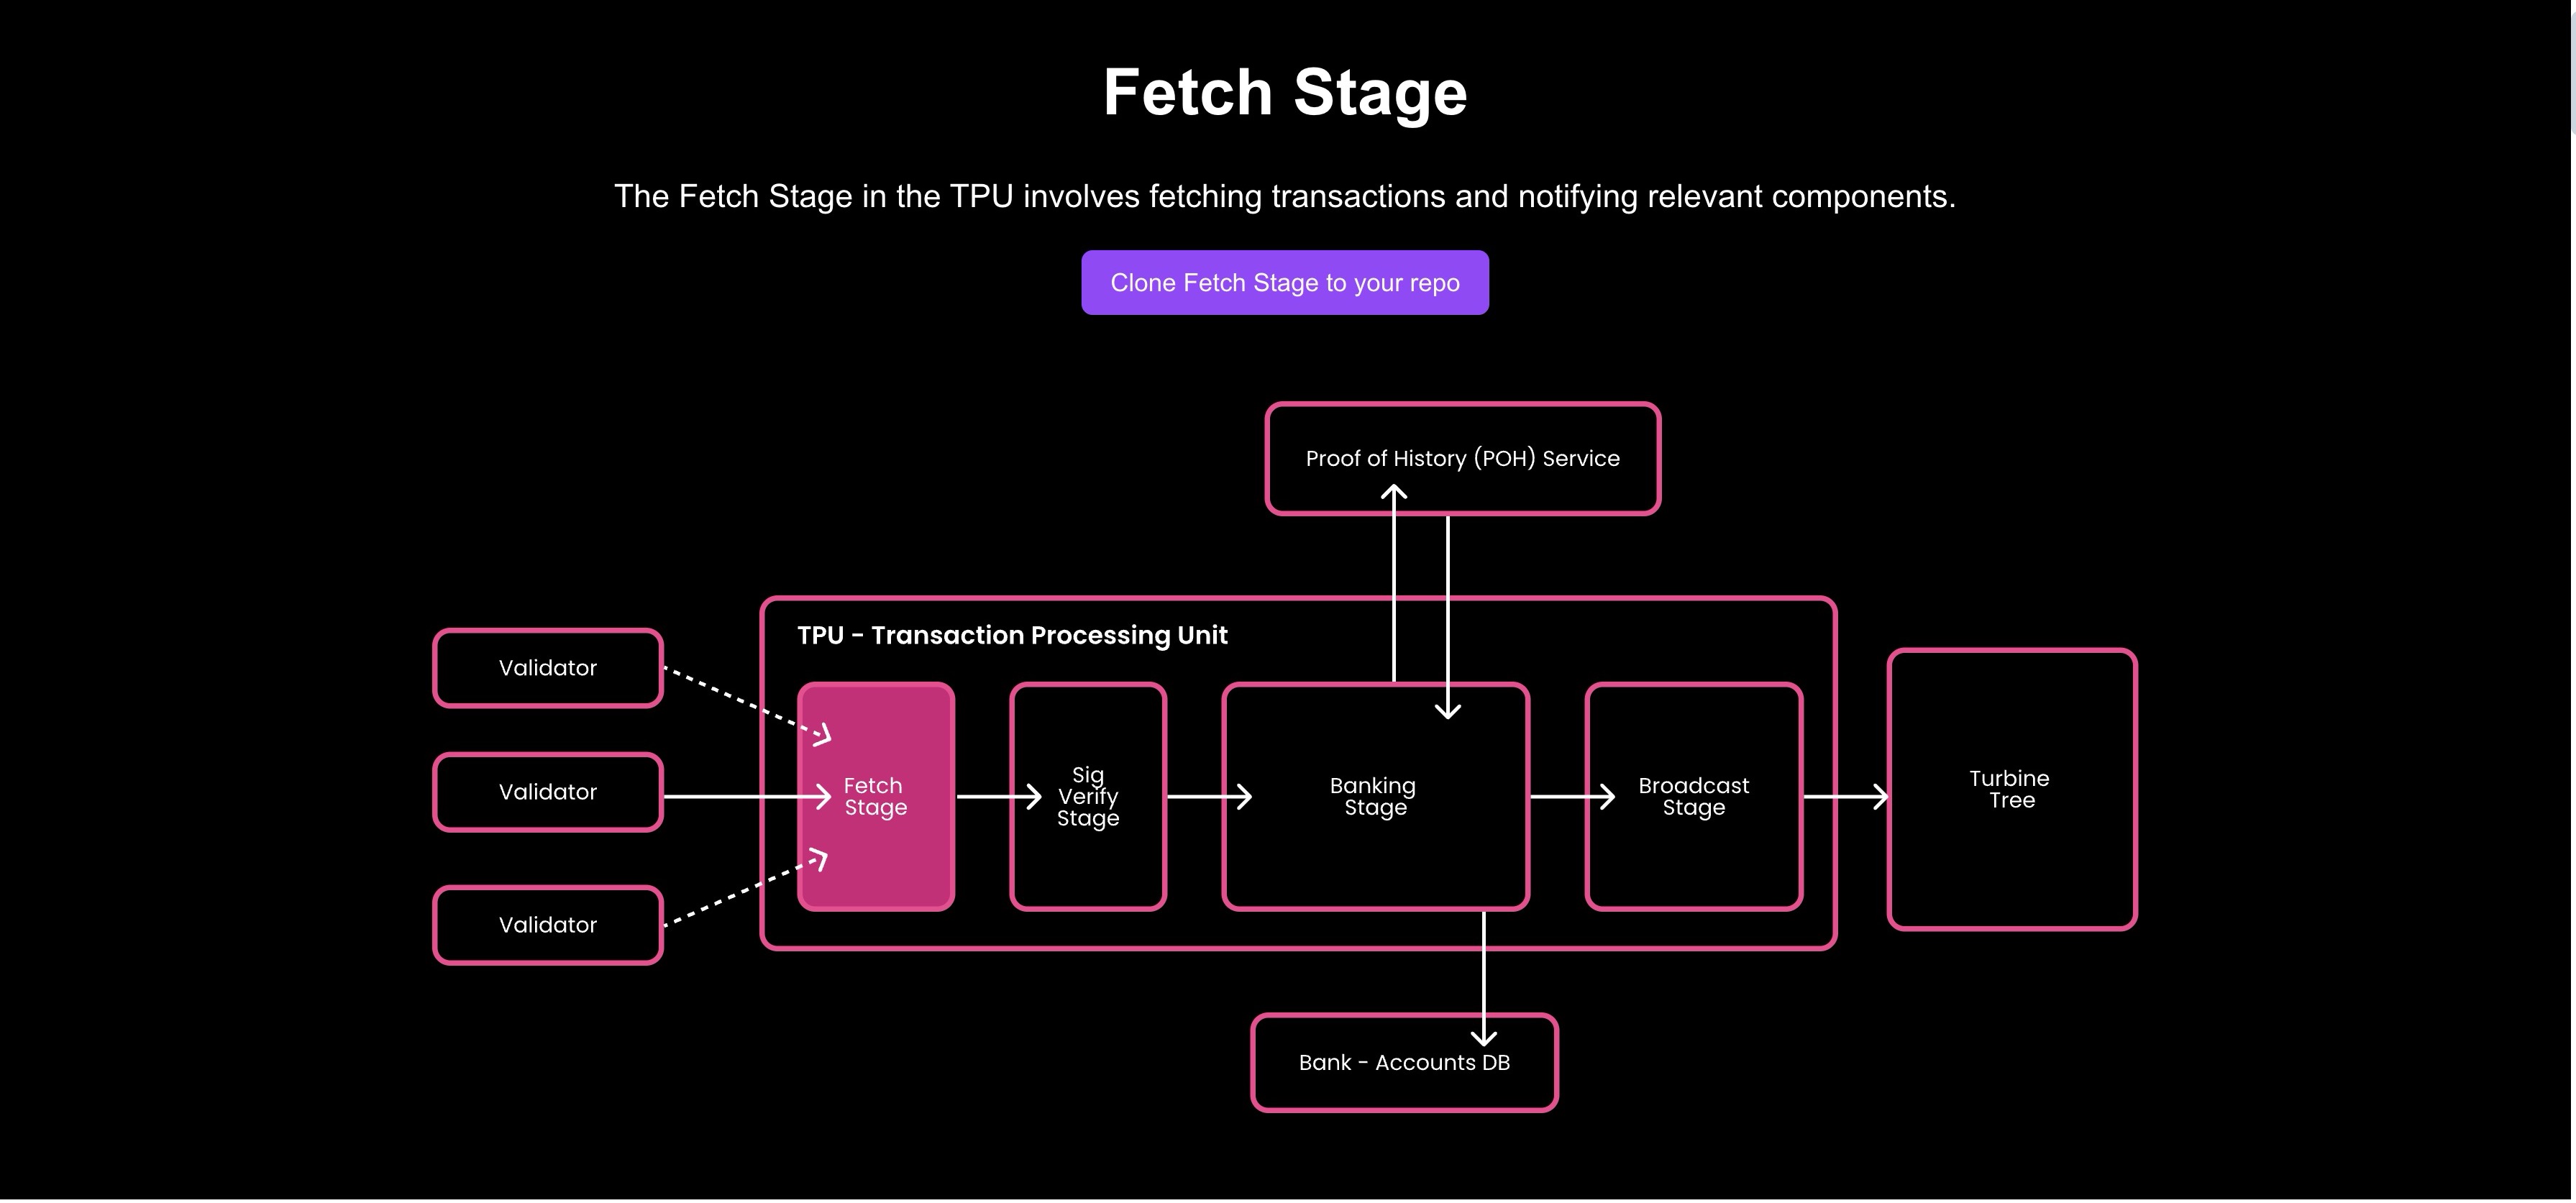 Fetch Stage
The Fetch Stage in the TPU involves fetching transactions and notifying relevant components.
Clone Fetch Stage to your repo
Proof of History (POH) Service
TPU - Transaction Processing Unit
Validator
Validator
Validator
Fetch
Stage
Sig
Verify
Stage
Banking
Stage
Broadcast
Stage
Turbine
Tree
Bank - Accounts DB